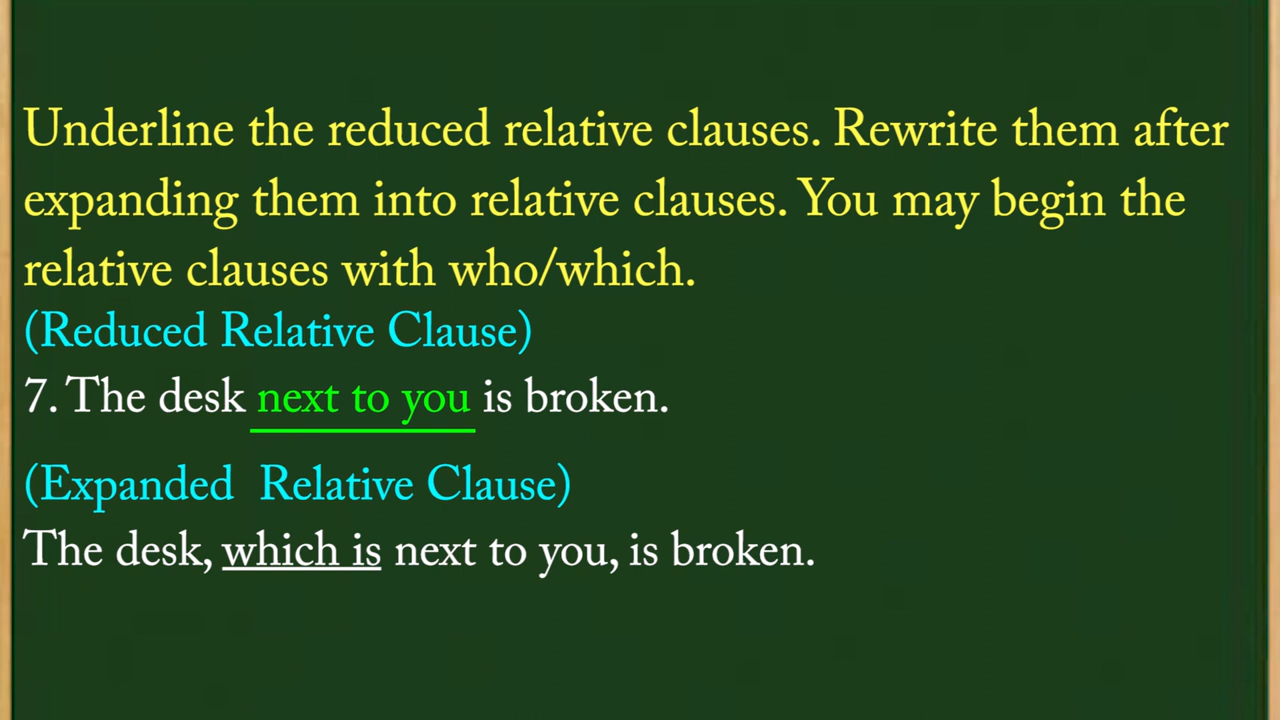 Underline the reduced relative clauses. Rewrite them after
expanding them into relative clauses. You may begin the
relative clauses with who/which.
(Reduced Relative Clause)
7. The desk next to you is broken.
(Expanded  Relative Clause)
The desk, which is next to you, is broken.